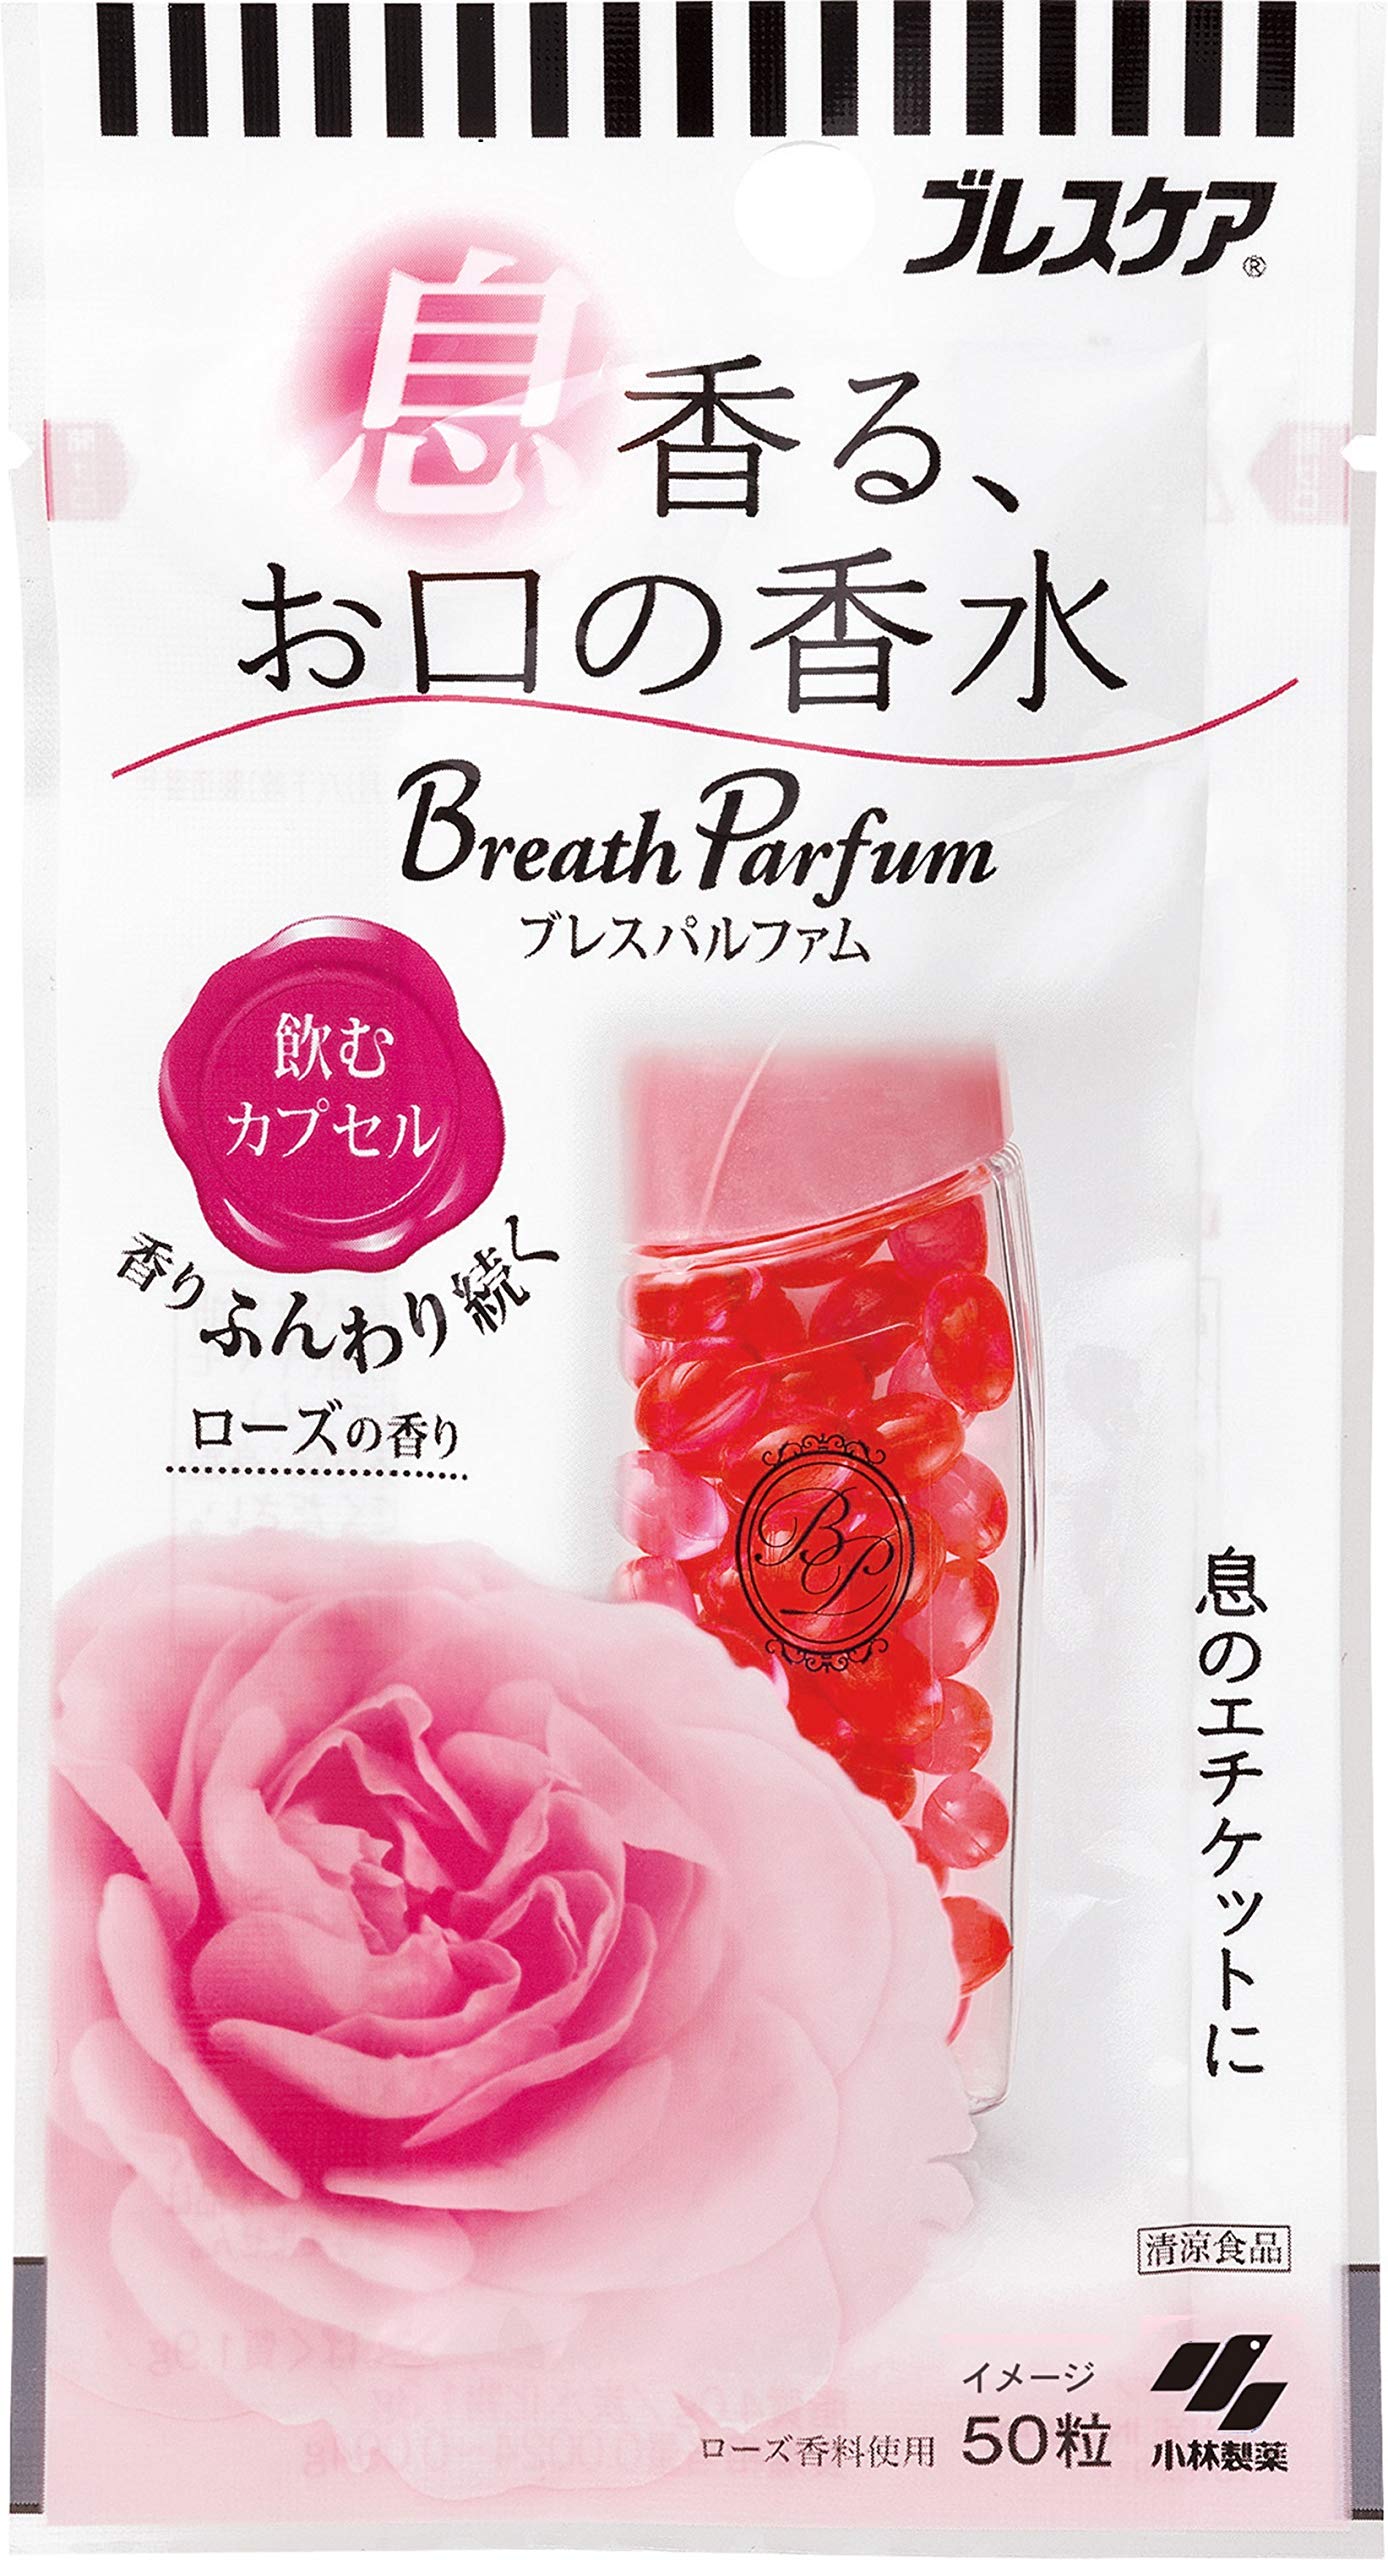 ブレスケア®
息香る、
お口の香水
Breath Parfum
ブレスパルファム
飲む
カプセル
香りふんわり続く
ローズの香り
BP
息のエチケットに
清涼食品
イメージ
ローズ香料使用 50粒
小林製薬